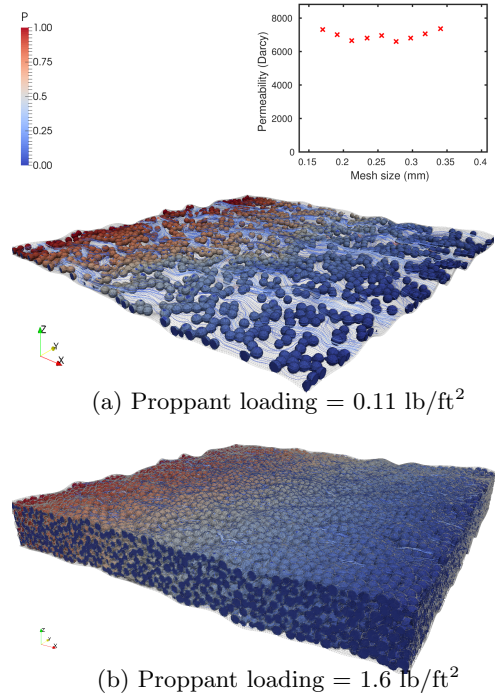 P
1.00
0.75
0.50
0.25
0.00
Permeability (Darcy)
8000
6000
4000
2000
0
0.15 0.2 0.25 0.3 0.35 0.4
Mesh size (mm)
Z
Y
X
(a) Proppant loading = 0.11 lb/ft²
Z
Y
X
(b) Proppant loading = 1.6 lb/ft²